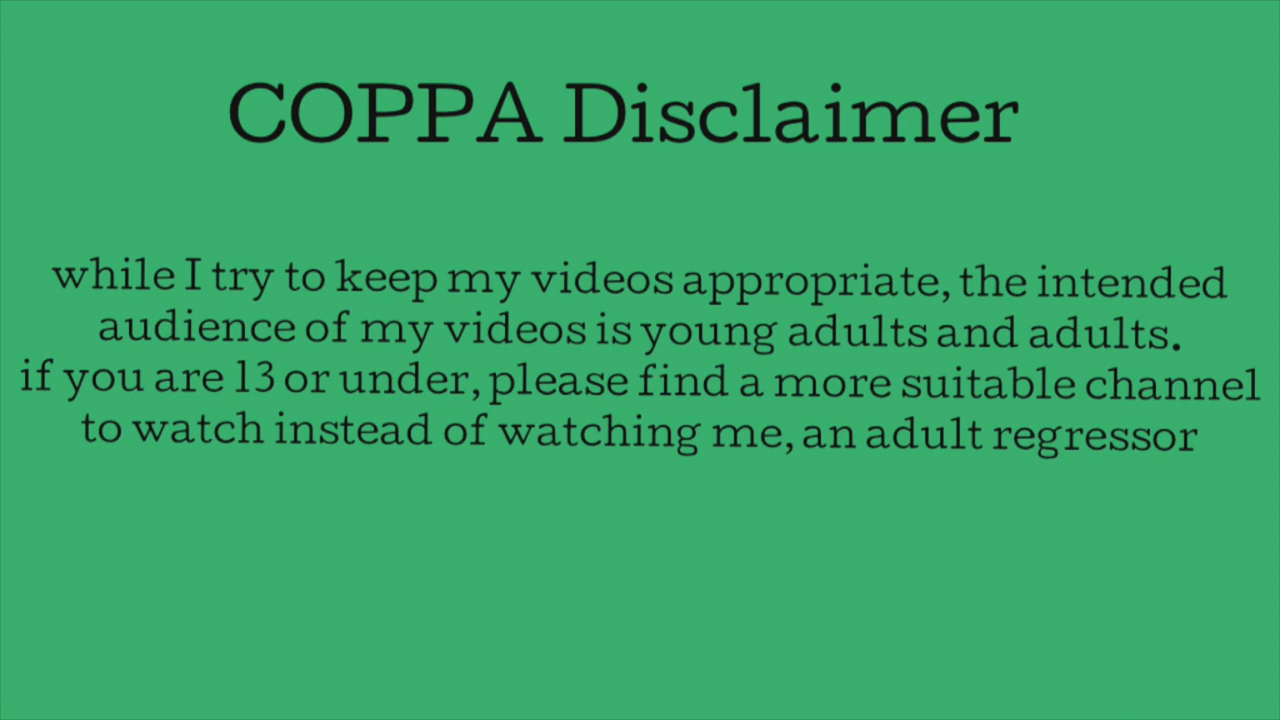 COPPA Disclaimer
while I try to keep my videos appropriate, the intended
audience of my videos is young adults and adults.
if you are 13 or under, please find a more suitable channel
to watch instead of watching me, an adult regressor